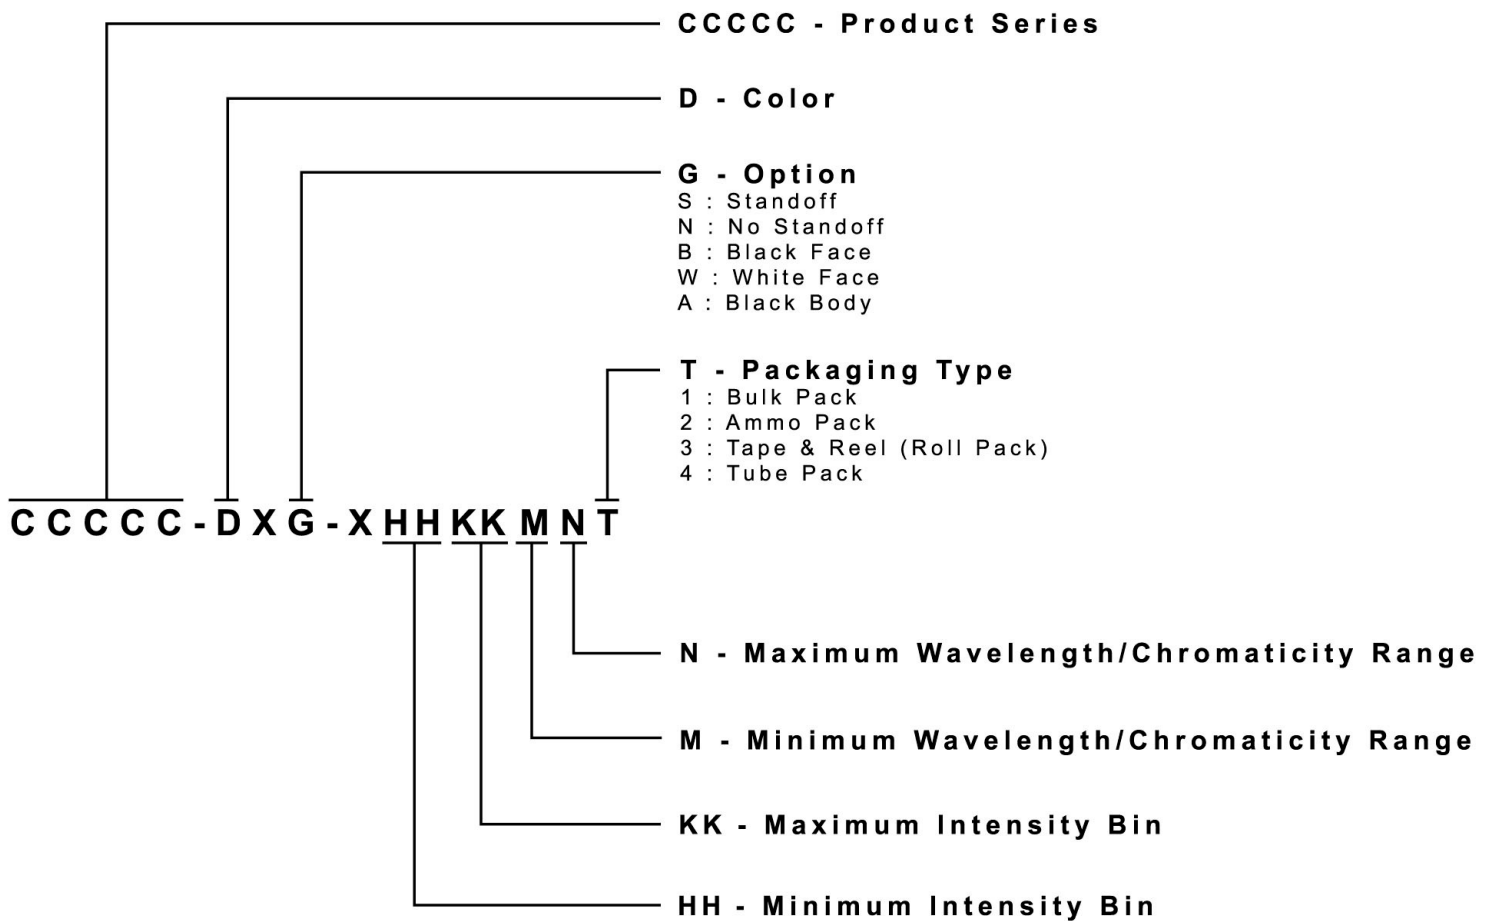 CCCCC - Product Series
D - Color
G - Option
S : Standoff
N : No Standoff
B : Black Face
W : White Face
A : Black Body
T - Packaging Type
1 : Bulk Pack
2 : Ammo Pack
3 : Tape & Reel (Roll Pack)
4 : Tube Pack
CCCCC-DXG-XHHKKMNT
N - Maximum Wavelength/Chromaticity Range
M - Minimum Wavelength/Chromaticity Range
KK - Maximum Intensity Bin
HH - Minimum Intensity Bin